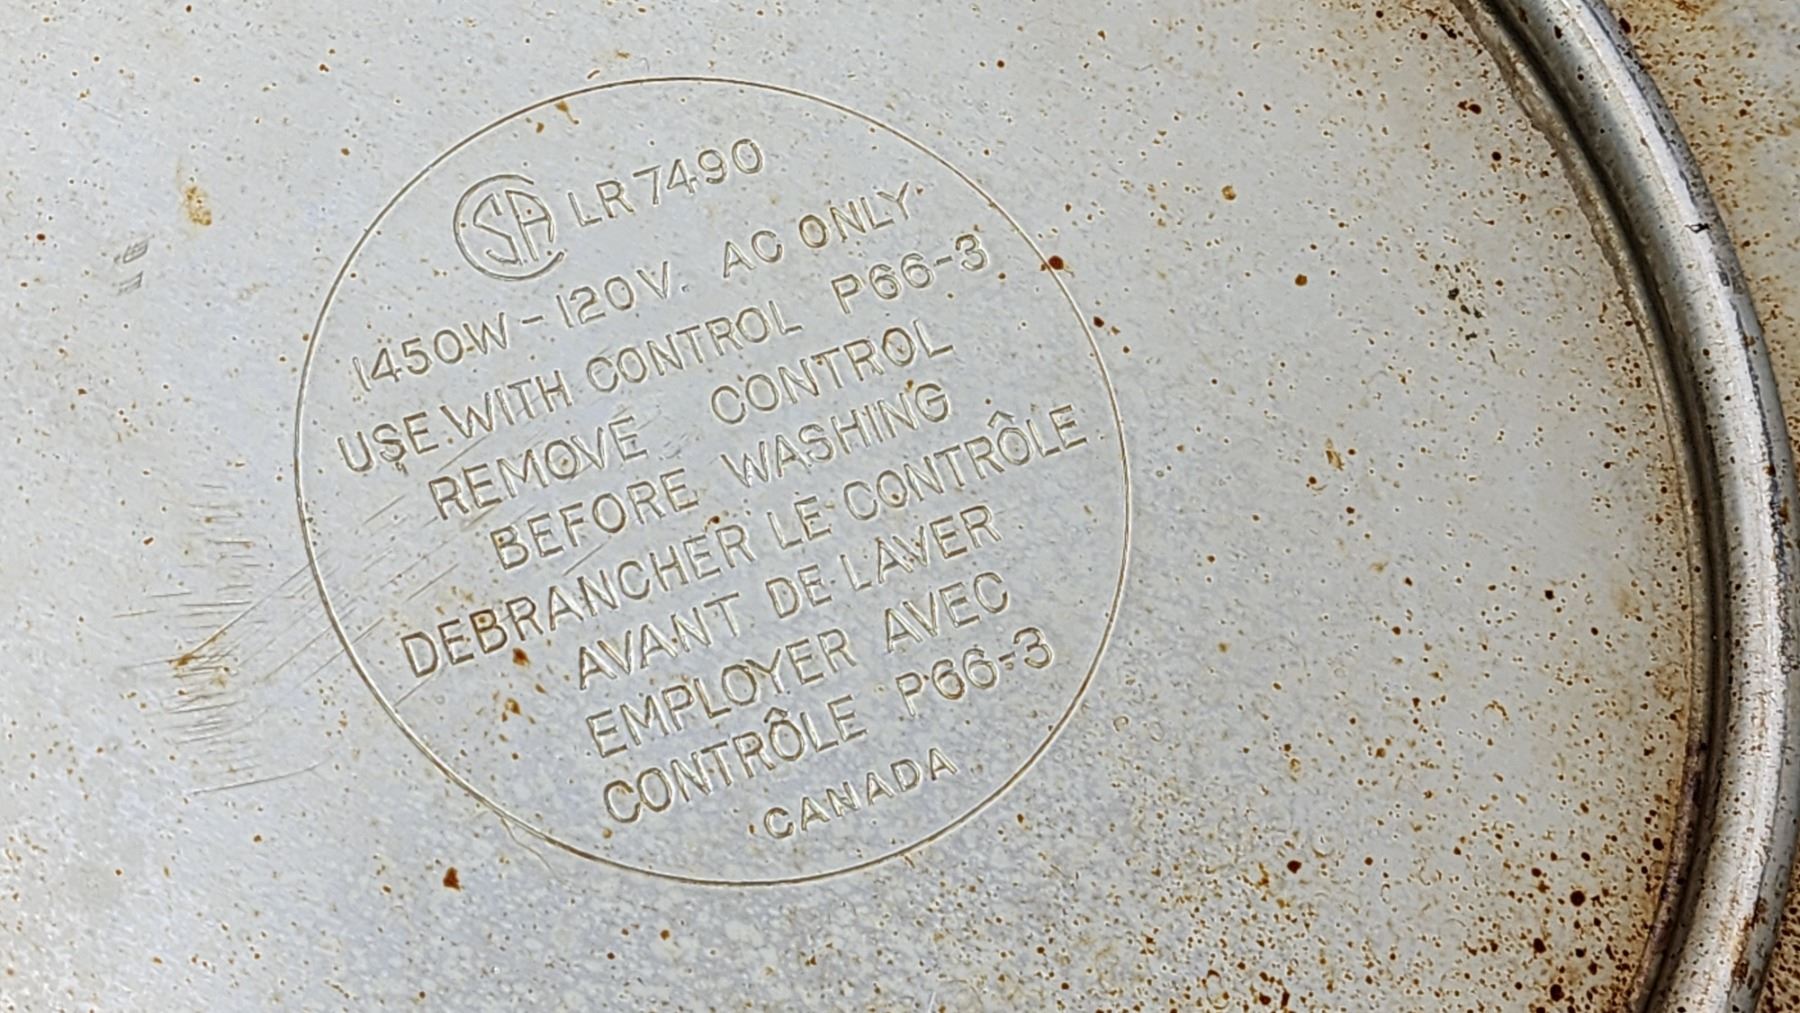 SA LR7490
1450W-120V. AC ONLY
USE WITH CONTROL P66-3
REMOVE CONTROL
BEFORE WASHING
DEBRANCHER LE CONTRÔLE
AVANT DE LAVER
EMPLOYER AVEC
CONTRÔLE P66-3
CANADA